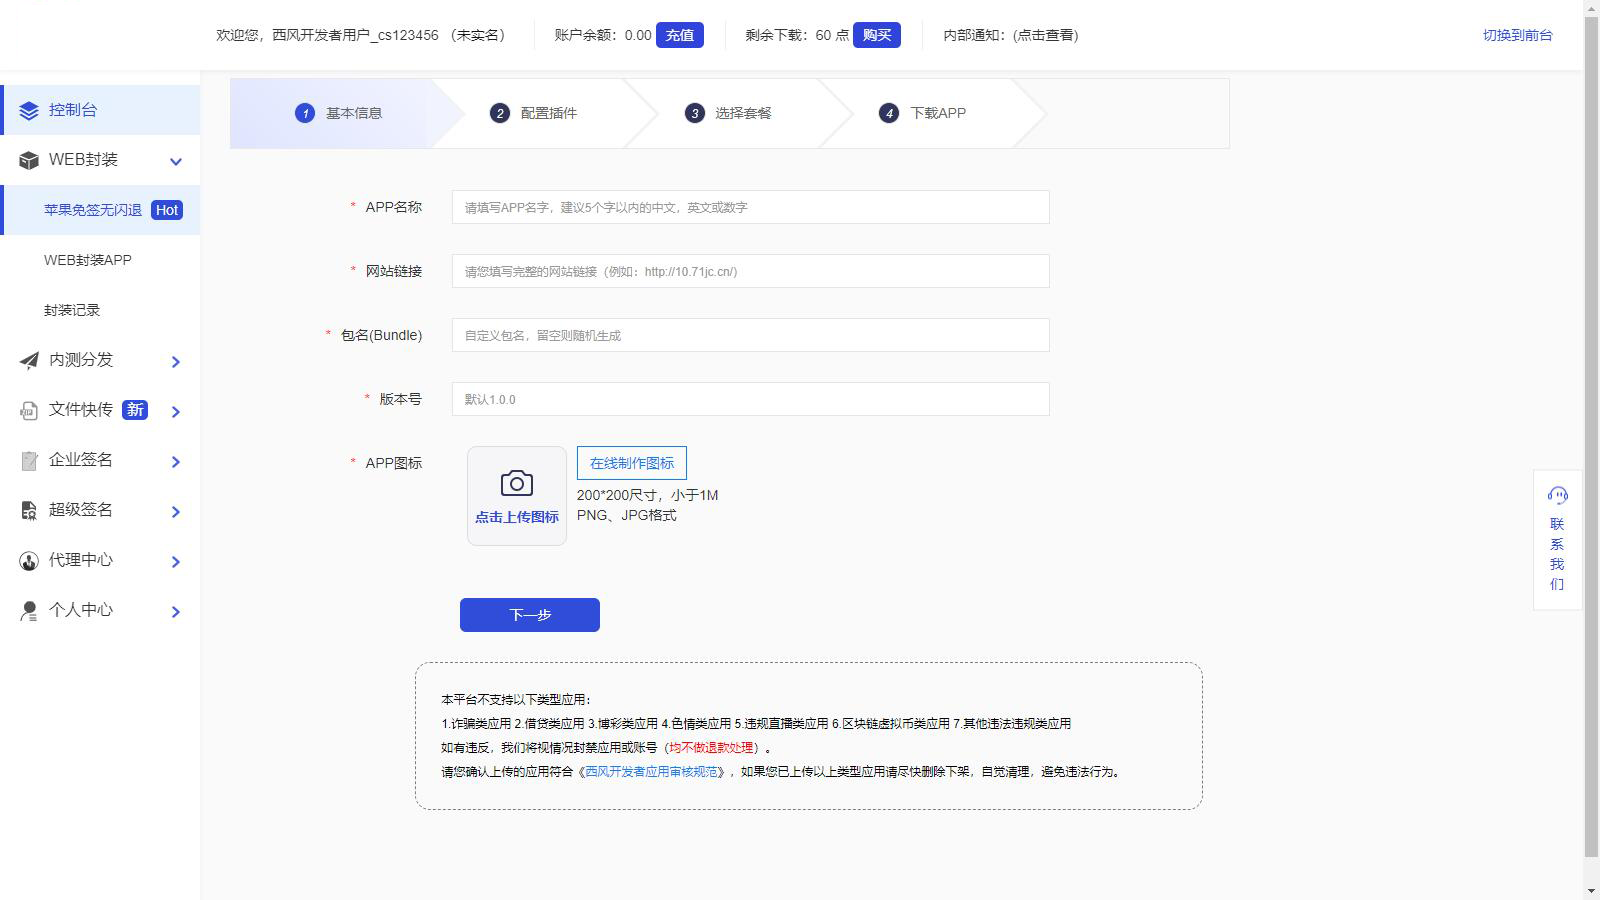 欢迎您，西风开发者用户_cs123456 （未实名） 账户余额：0.00 充值 剩余下载：60 点 购买 内部通知：(点击查看) 切换到前台
控制台
WEB封装
苹果免签无闪退 Hot
WEB封装APP
封装记录
内测分发
文件快传 新
企业签名
超级签名
代理中心
个人中心
1 基本信息 2 配置插件 3 选择套餐 4 下载APP
* APP名称 请填写APP名字，建议5个字以内的中文，英文或数字
* 网站链接 请您填写完整的网站链接（例如：http://10.71jc.cn/）
* 包名(Bundle) 自定义包名，留空则随机生成
* 版本号 默认1.0.0
* APP图标 点击上传图标 在线制作图标
200*200尺寸，小于1M
PNG、JPG格式
下一步
本平台不支持以下类型应用：
1.诈骗类应用 2.借贷类应用 3.博彩类应用 4.色情类应用 5.违规直播类应用 6.区块链虚拟币类应用 7.其他违法违规类应用
如有违反，我们将视情况封禁应用或账号（均不做退款处理）。
请您确认上传的应用符合《西风开发者应用审核规范》，如果您已上传以上类型应用请尽快删除下架，自觉清理，避免违法行为。
联
系
我
们